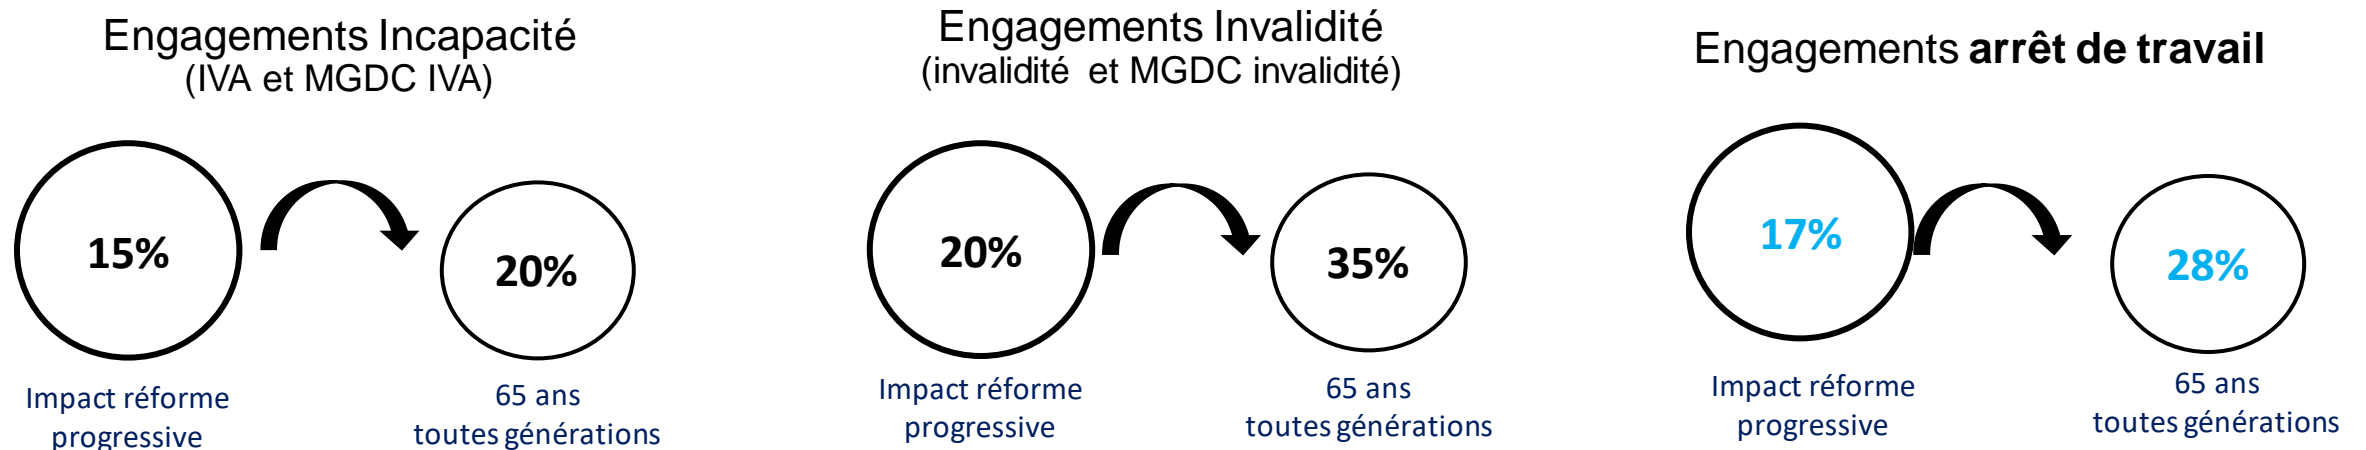 Engagements Incapacité
(IVA et MGDC IVA)
15%
20%
Impact réforme
progressive
65 ans
toutes générations
Engagements Invalidité
(invalidité et MGDC invalidité)
20%
35%
Impact réforme
progressive
65 ans
toutes générations
Engagements arrêt de travail
17%
28%
Impact réforme
progressive
65 ans
toutes générations